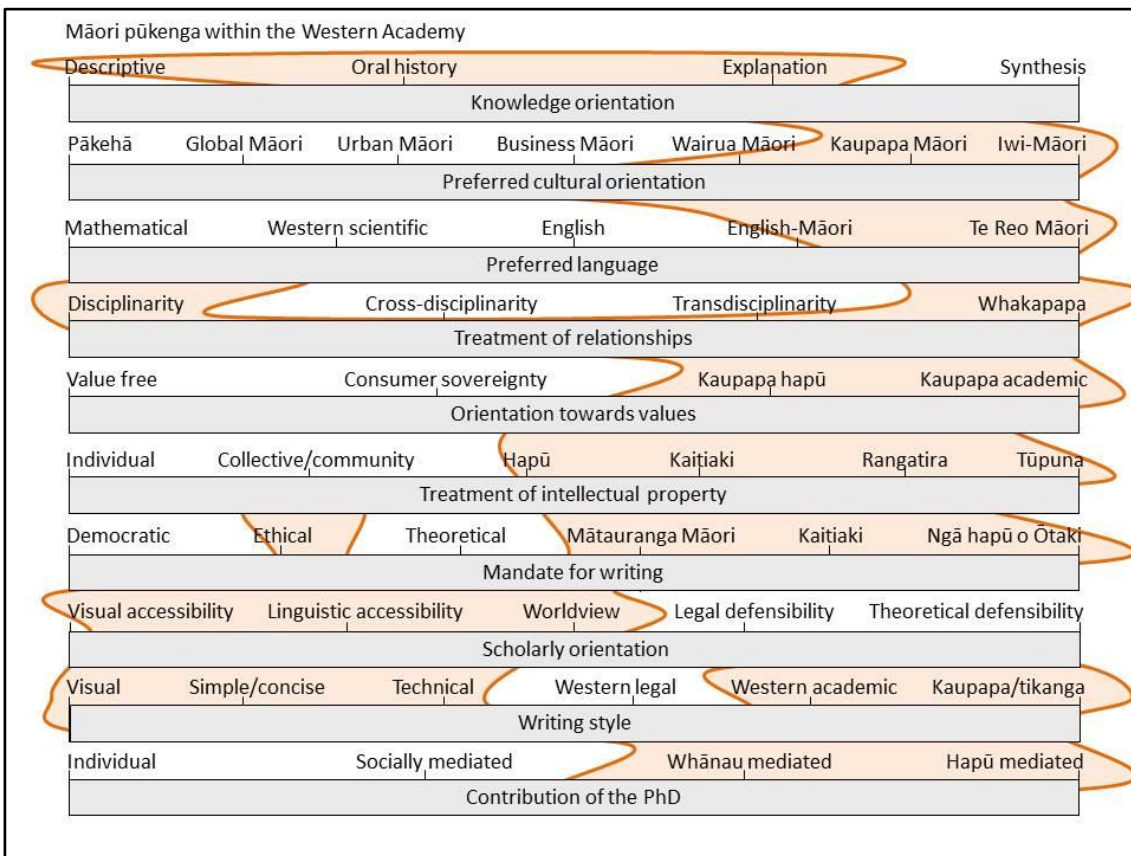 Māori pūkenga within the Western Academy
Descriptive Oral history Explanation Synthesis
Knowledge orientation
Pākehā Global Māori Urban Māori Business Māori Wairua Māori Kaupapa Māori Iwi-Māori
Preferred cultural orientation
Mathematical Western scientific English English-Māori Te Reo Māori
Preferred language
Disciplinarity Cross-disciplinarity Transdisciplinarity Whakapapa
Treatment of relationships
Value free Consumer sovereignty Kaupapa hapū Kaupapa academic
Orientation towards values
Individual Collective/community Hapū Kaitiaki Rangatira Tūpuna
Treatment of intellectual property
Democratic Ethical Theoretical Mātauranga Māori Kaitiaki Ngā hapū o Ōtaki
Mandate for writing
Visual accessibility Linguistic accessibility Worldview Legal defensibility Theoretical defensibility
Scholarly orientation
Visual Simple/concise Technical Western legal Western academic Kaupapa/tikanga
Writing style
Individual Socially mediated Whānau mediated Hapū mediated
Contribution of the PhD